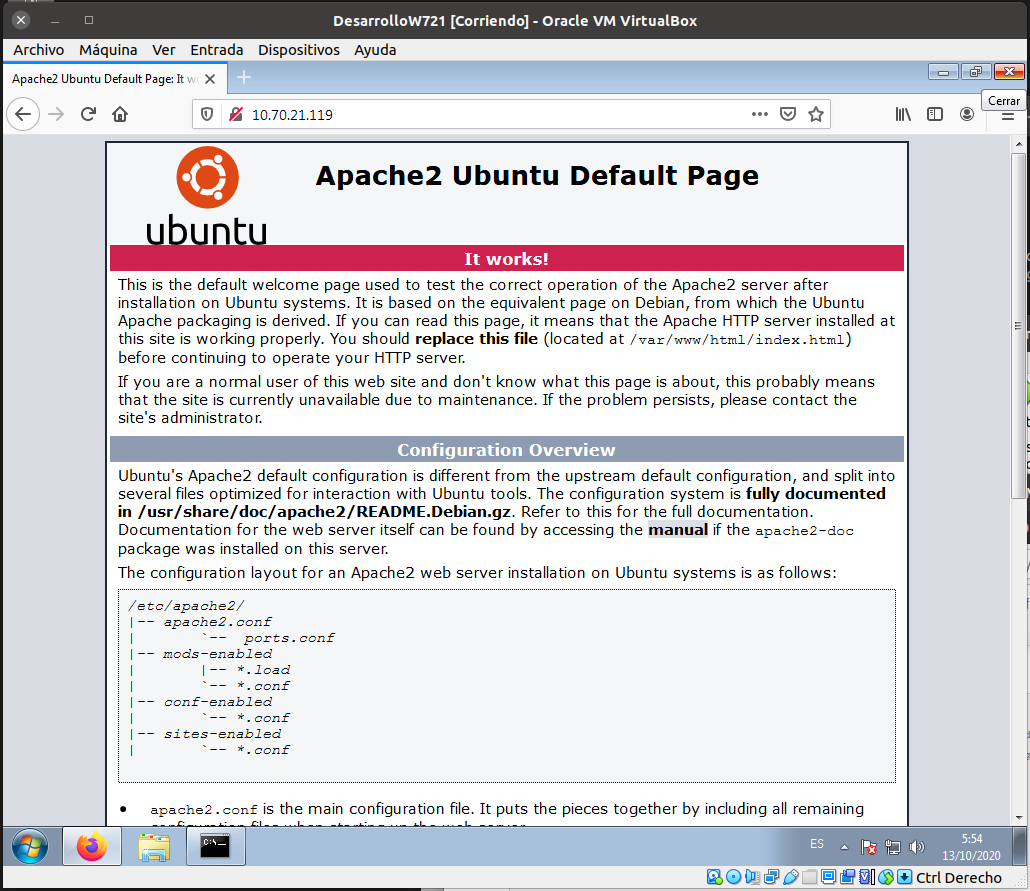 DesarrolloW721 [Corriendo] - Oracle VM VirtualBox
Archivo Máquina Ver Entrada Dispositivos Ayuda
Apache2 Ubuntu Default Page: It w
Cerrar
10.70.21.119
ubuntu
Apache2 Ubuntu Default Page
It works!
This is the default welcome page used to test the correct operation of the Apache2 server after
installation on Ubuntu systems. It is based on the equivalent page on Debian, from which the Ubuntu
Apache packaging is derived. If you can read this page, it means that the Apache HTTP server installed at
this site is working properly. You should replace this file (located at /var/www/html/index.html)
before continuing to operate your HTTP server.
If you are a normal user of this web site and don't know what this page is about, this probably means
that the site is currently unavailable due to maintenance. If the problem persists, please contact the
site's administrator.
Configuration Overview
Ubuntu's Apache2 default configuration is different from the upstream default configuration, and split into
several files optimized for interaction with Ubuntu tools. The configuration system is fully documented
in /usr/share/doc/apache2/README.Debian.gz. Refer to this for the full documentation.
Documentation for the web server itself can be found by accessing the manual if the apache2-doc
package was installed on this server.
The configuration layout for an Apache2 web server installation on Ubuntu systems is as follows:
/etc/apache2/
|-- apache2.conf
|       `--  ports.conf
|-- mods-enabled
|       |-- *.load
|       `-- *.conf
|-- conf-enabled
|       `-- *.conf
|-- sites-enabled
|       `-- *.conf
• apache2.conf is the main configuration file. It puts the pieces together by including all remaining
configuration files when starting up the web server.
C:\_
ES
5:54
13/10/2020
Ctrl Derecho